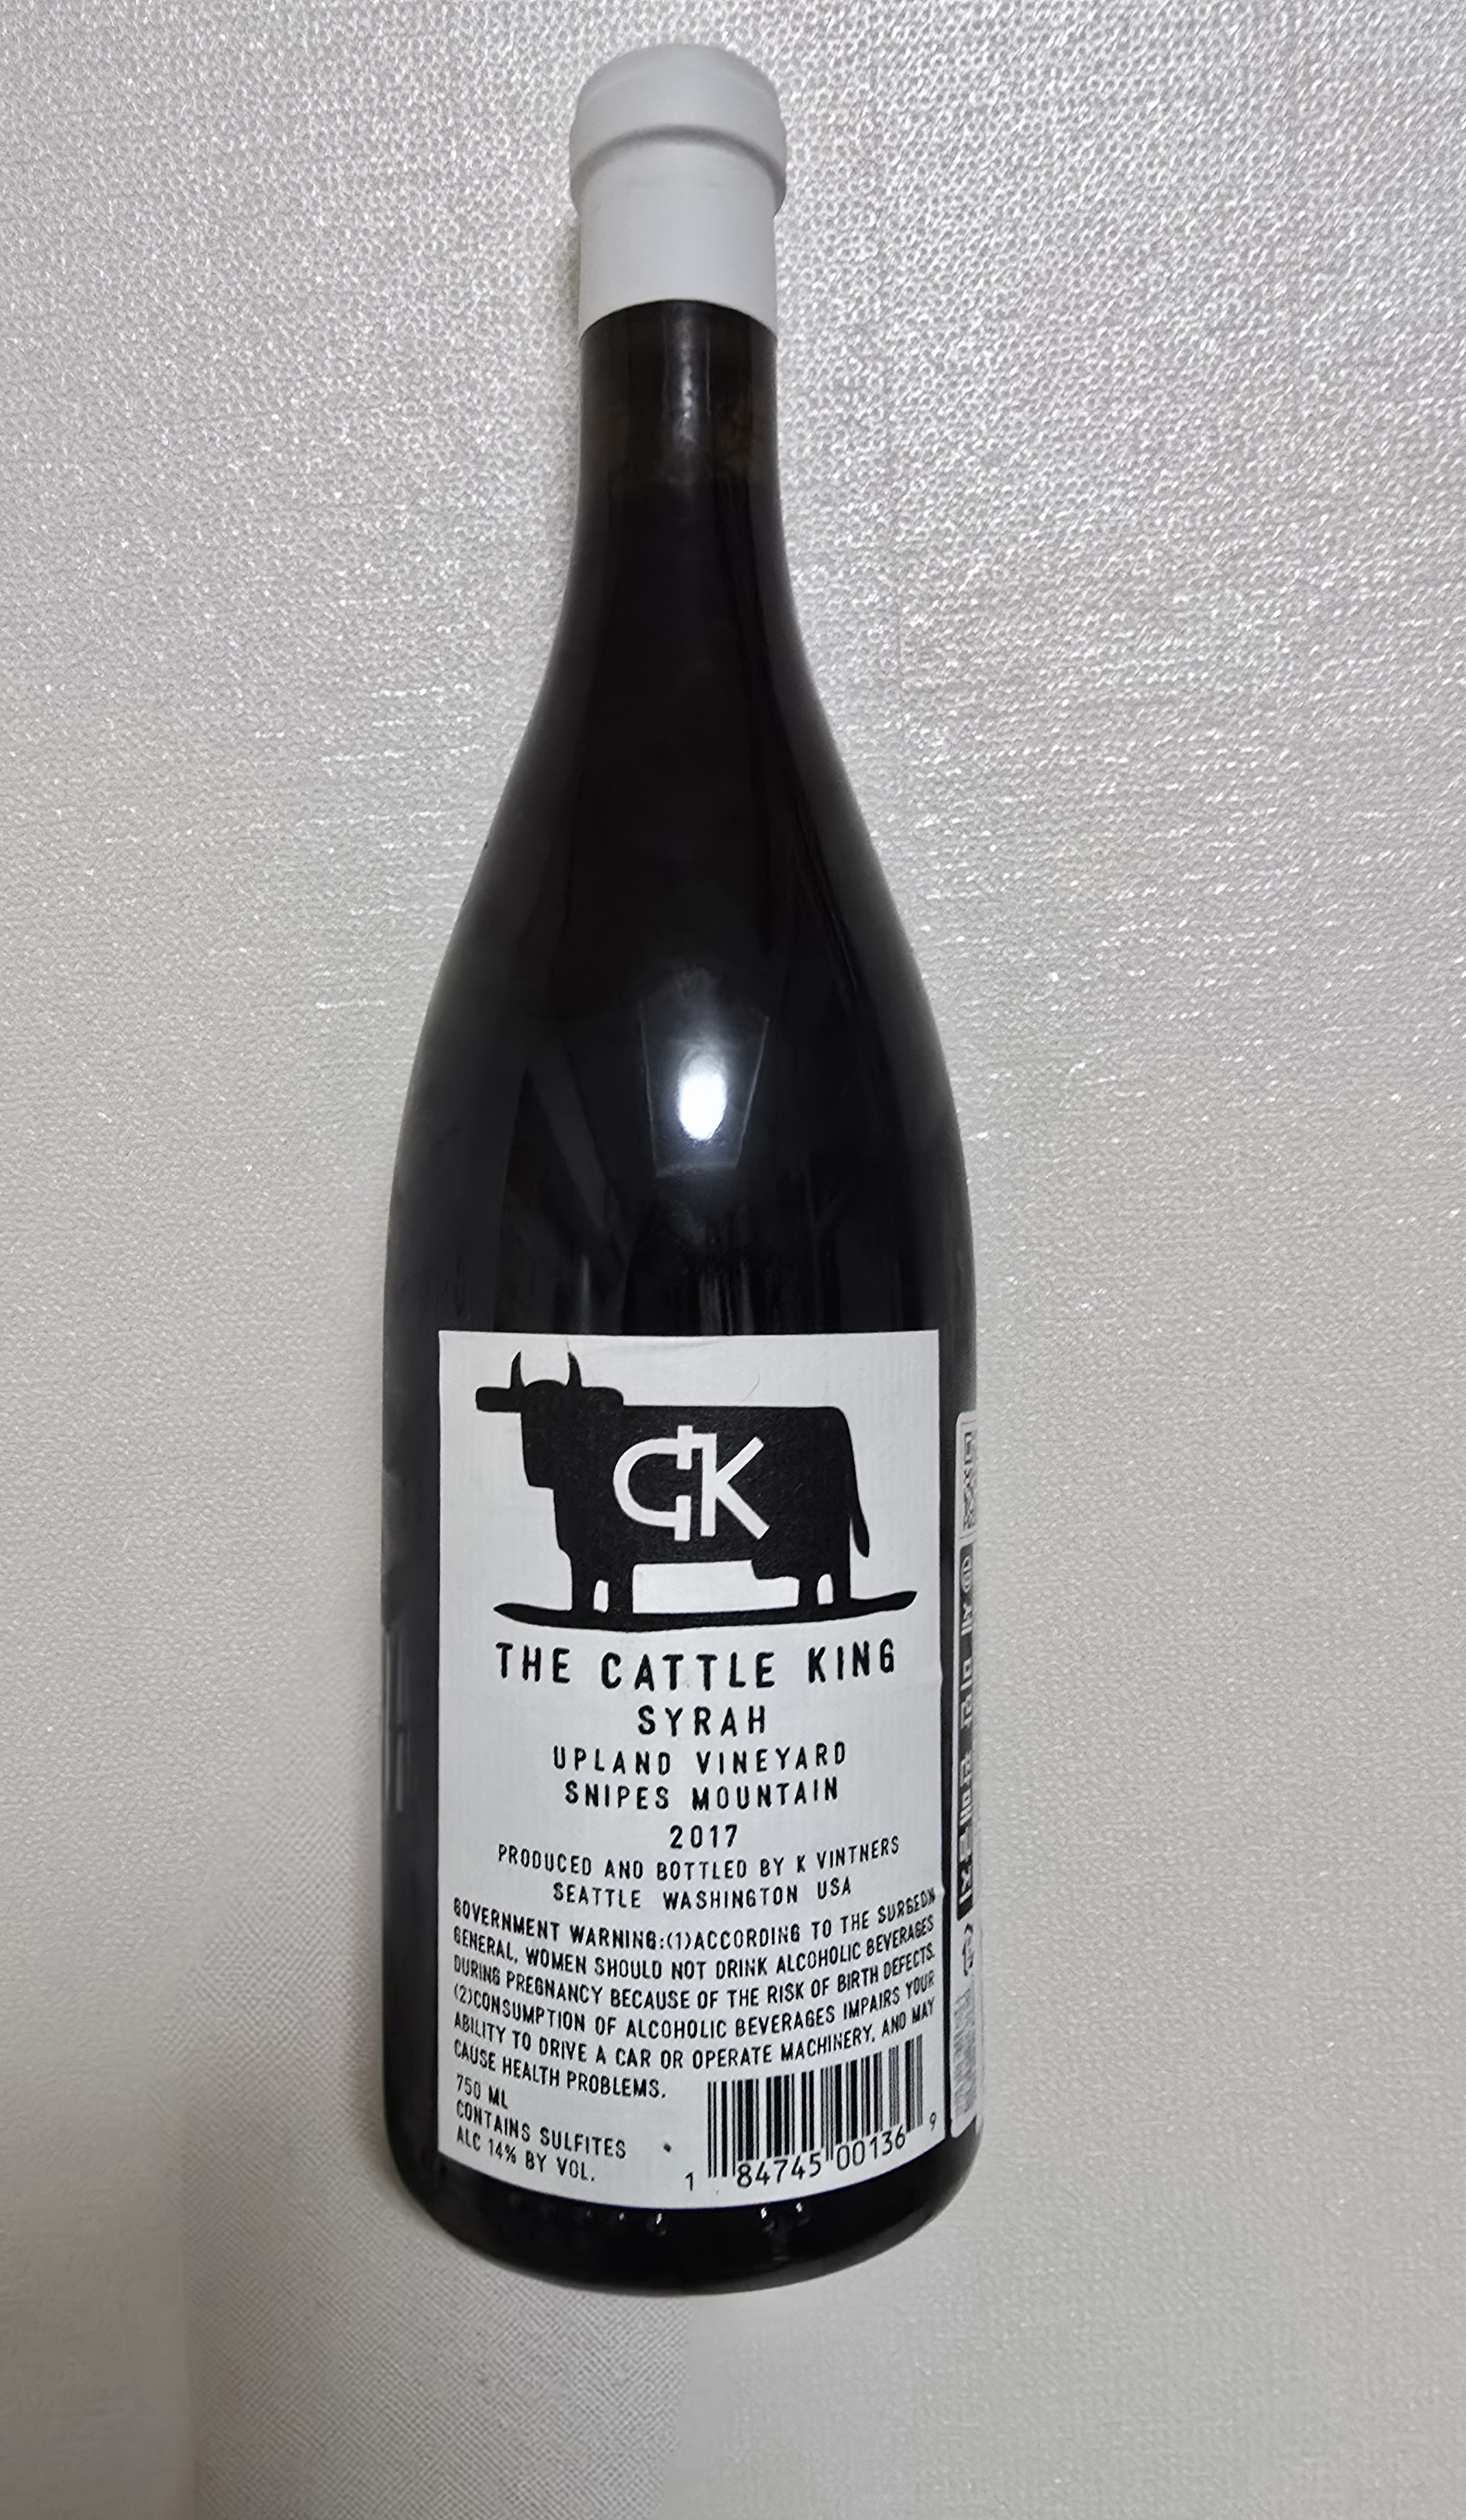 CK
THE CATTLE KING
SYRAH
UPLAND VINEYARD
SNIPES MOUNTAIN
2017
PRODUCED AND BOTTLED BY K VINTNERS
SEATTLE WASHINGTON USA
GOVERNMENT WARNING:(1)ACCORDING TO THE SURGEON
GENERAL, WOMEN SHOULD NOT DRINK ALCOHOLIC BEVERAGES
DURING PREGNANCY BECAUSE OF THE RISK OF BIRTH DEFECTS.
(2)CONSUMPTION OF ALCOHOLIC BEVERAGES IMPAIRS YOUR
ABILITY TO DRIVE A CAR OR OPERATE MACHINERY, AND MAY
CAUSE HEALTH PROBLEMS.
750 ML
CONTAINS SULFITES
ALC 14% BY VOL.
1 84745 00136 9